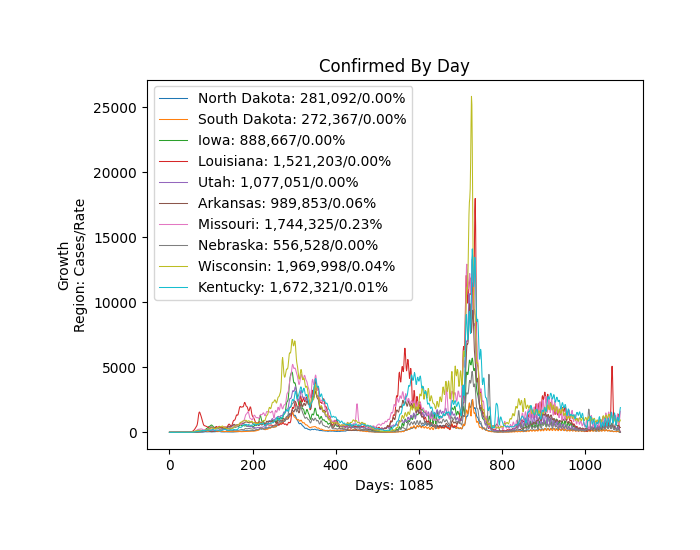 Confirmed By Day
North Dakota: 281,092/0.00%
South Dakota: 272,367/0.00%
Iowa: 888,667/0.00%
Louisiana: 1,521,203/0.00%
Utah: 1,077,051/0.00%
Arkansas: 989,853/0.06%
Missouri: 1,744,325/0.23%
Nebraska: 556,528/0.00%
Wisconsin: 1,969,998/0.04%
Kentucky: 1,672,321/0.01%
Growth
Region: Cases/Rate
25000
20000
15000
10000
5000
0
0 200 400 600 800 1000
Days: 1085